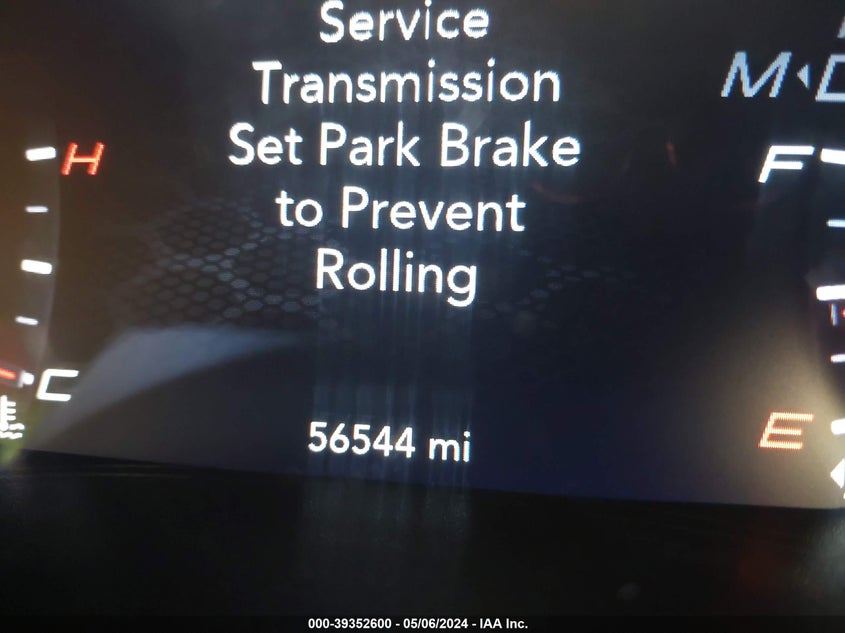 Service
Transmission
Set Park Brake
to Prevent
Rolling
M
H
F
C
E
56544 mi
000-39352600 - 05/06/2024 - IAA Inc.